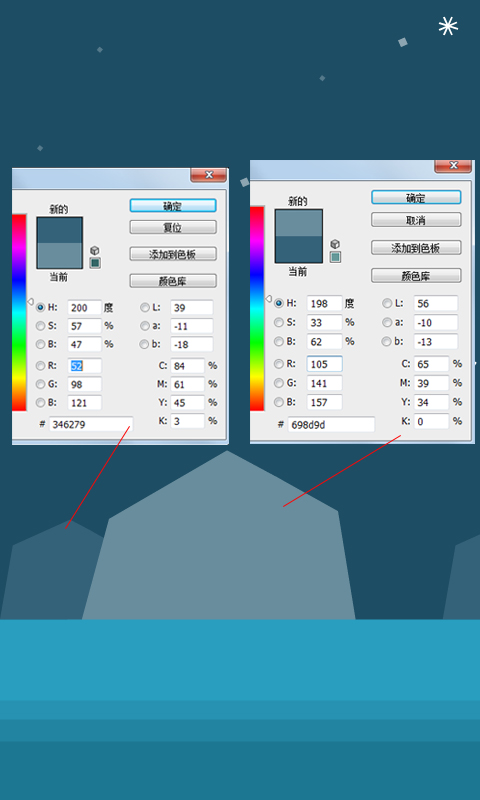 新的
确定
复位
添加到色板
当前
颜色库
H: 200 度
L: 39
S: 57 %
a: -11
B: 47 %
b: -18
R: 52
C: 84 %
G: 98
M: 61 %
B: 121
Y: 45 %
# 346279
K: 3 %
新的
确定
取消
添加到色板
当前
颜色库
H: 198 度
L: 56
S: 33 %
a: -10
B: 62 %
b: -13
R: 105
C: 65 %
G: 141
M: 39 %
B: 157
Y: 34 %
# 698d9d
K: 0 %